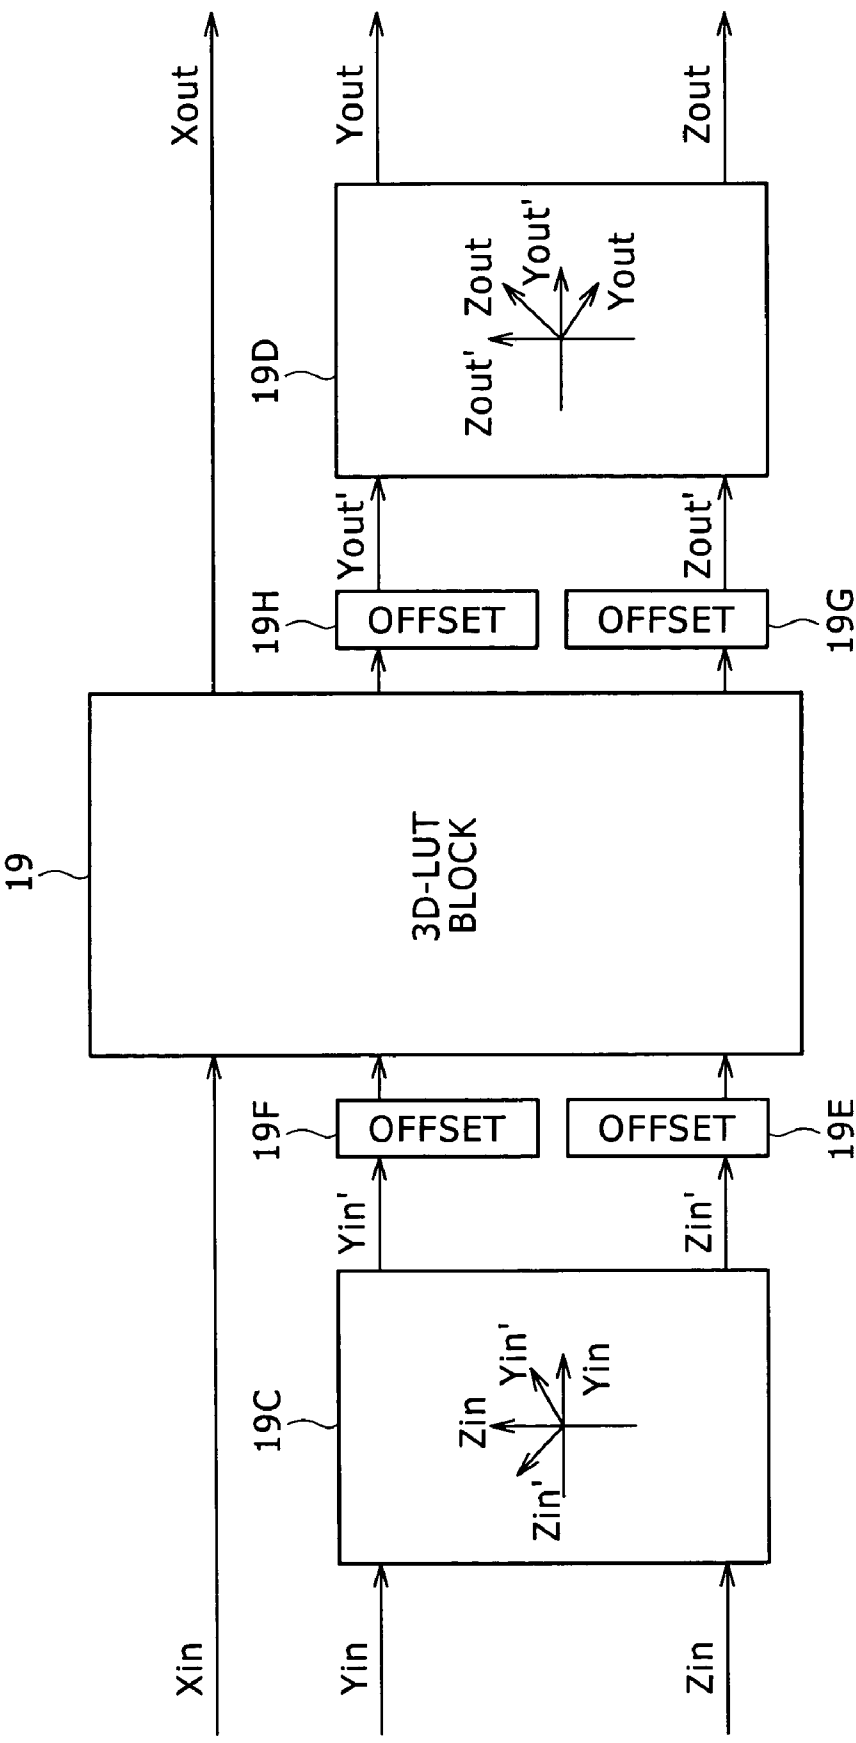 Xout
Yout
Zout
19D
Zout'
Zout
Yout'
Yout
Yout'
Zout'
19H
OFFSET
OFFSET
19G
19
3D-LUT
BLOCK
19F
OFFSET
OFFSET
19E
Yin'
Zin'
19C
Zin'
Zin
Yin'
Yin
Xin
Yin
Zin